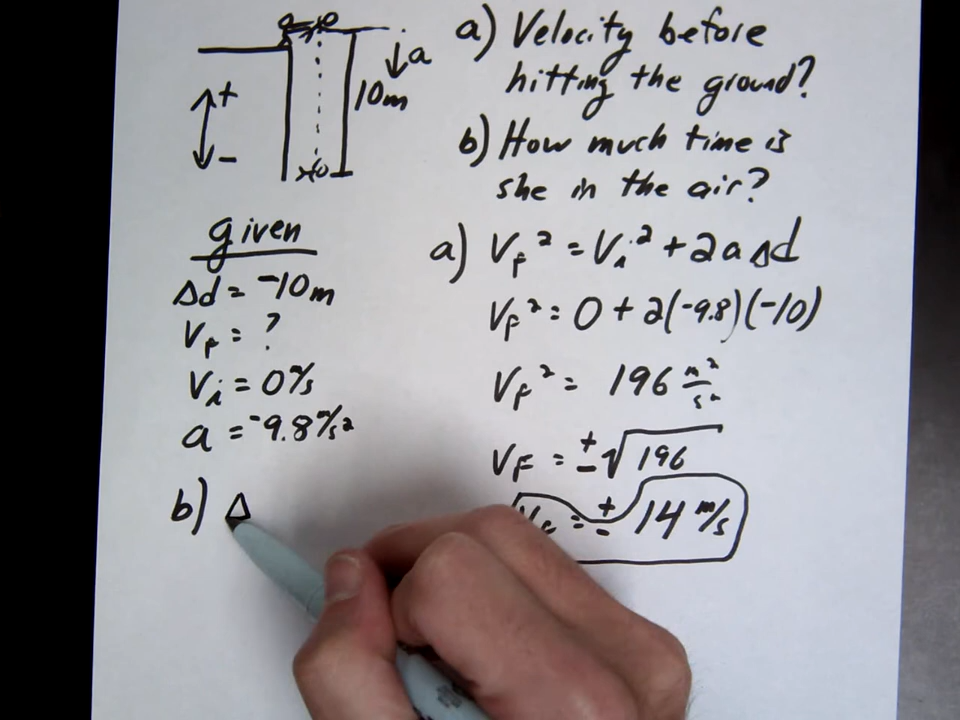 a) Velocity before
hitting the ground?
↓a
10m
+
-
b) How much time is
she in the air?
given
Δd = -10m
Vf = ?
Vi = 0 m/s
a = -9.8 m/s²
a) Vf² = Vi² + 2aΔd
Vf² = 0 + 2(-9.8)(-10)
Vf² = 196 m²/s²
VF = ±√196
Vf = ± 14 m/s
b) Δ